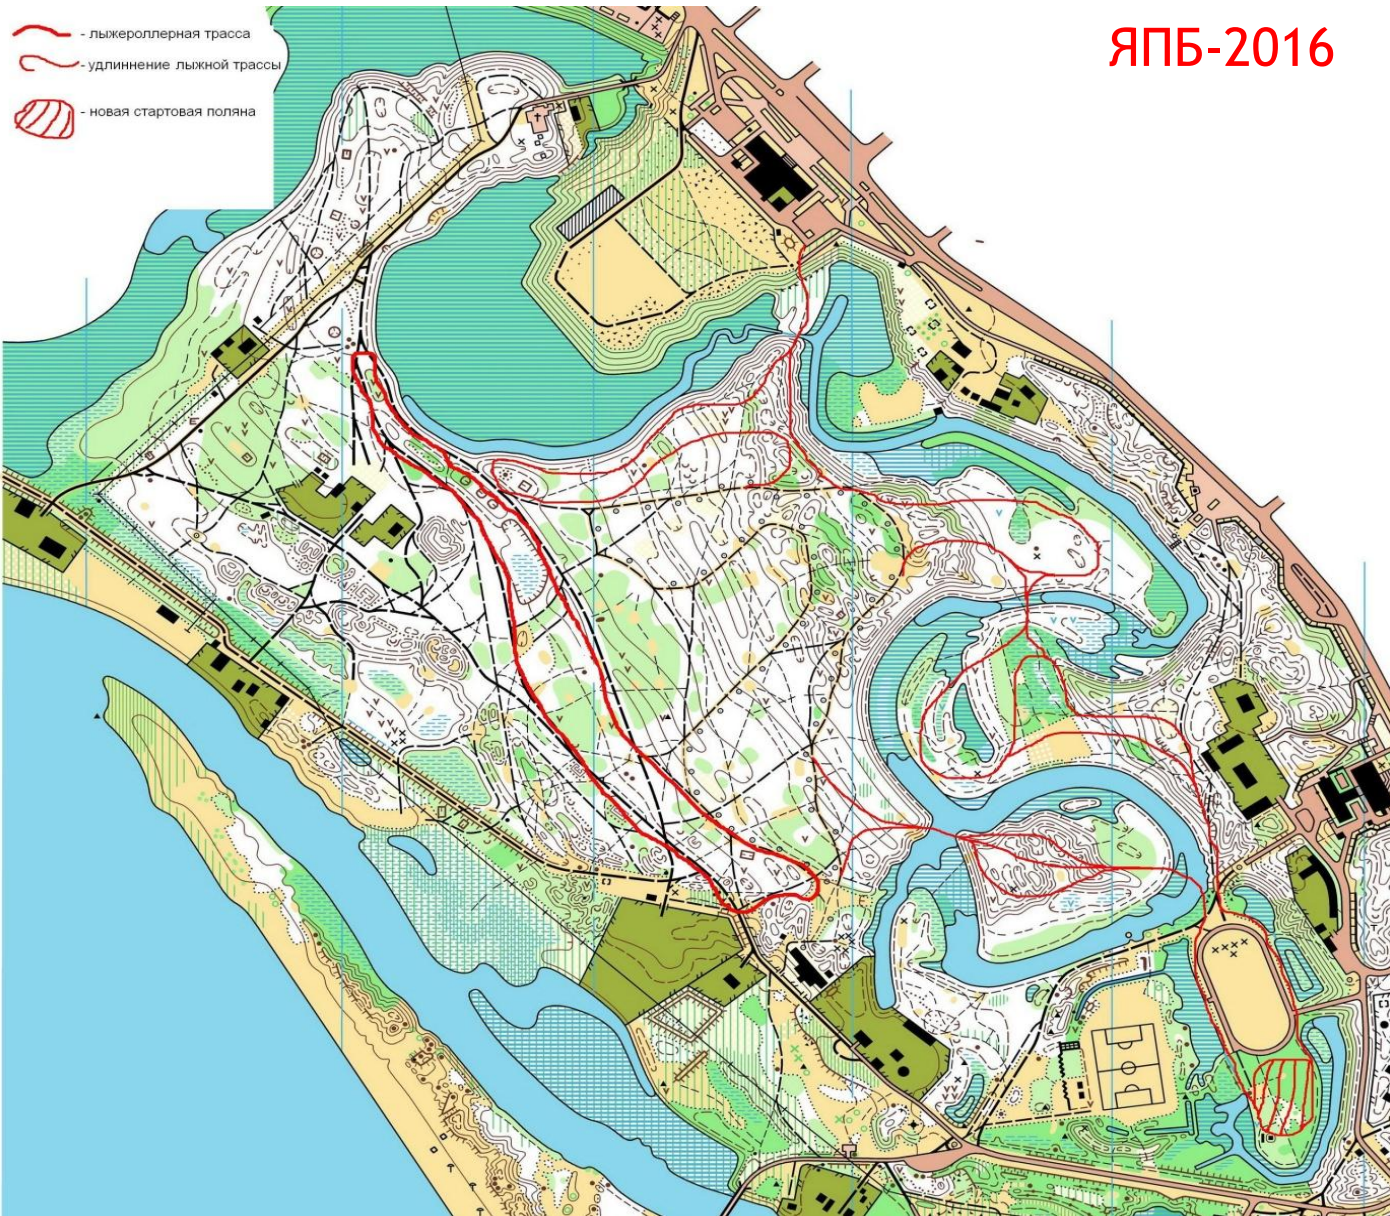 - лыжероллерная трасса
- удлиннение лыжной трассы
- новая стартовая поляна
ЯПБ-2016